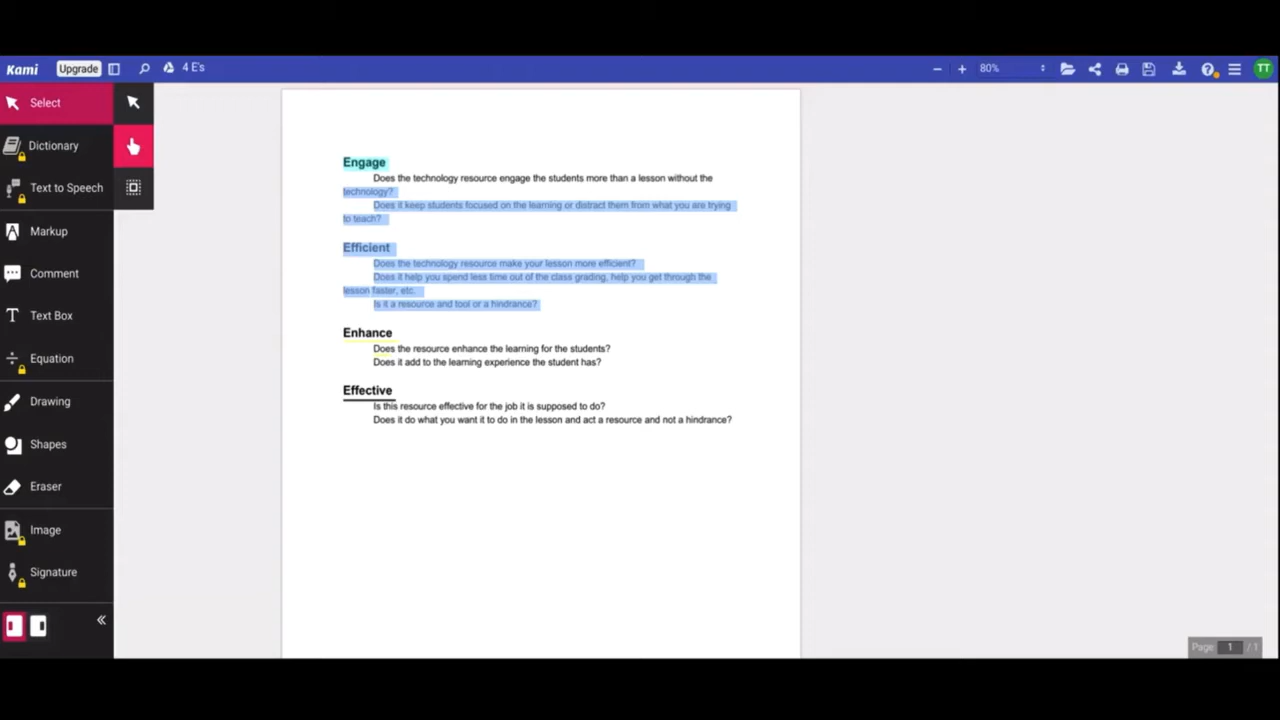 Kami Upgrade 4 E's 80% TT
Select
Dictionary
Text to Speech
Markup
Comment
Text Box
Equation
Drawing
Shapes
Eraser
Image
Signature
Engage
Does the technology resource engage the students more than a lesson without the
technology?
Does it keep students focused on the learning or distract them from what you are trying
to teach?
Efficient
Does the technology resource make your lesson more efficient?
Does it help you spend less time out of the class grading, help you get through the
lesson faster, etc.
Is it a resource and tool or a hindrance?
Enhance
Does the resource enhance the learning for the students?
Does it add to the learning experience the student has?
Effective
Is this resource effective for the job it is supposed to do?
Does it do what you want it to do in the lesson and act a resource and not a hindrance?
Page 1 / 1